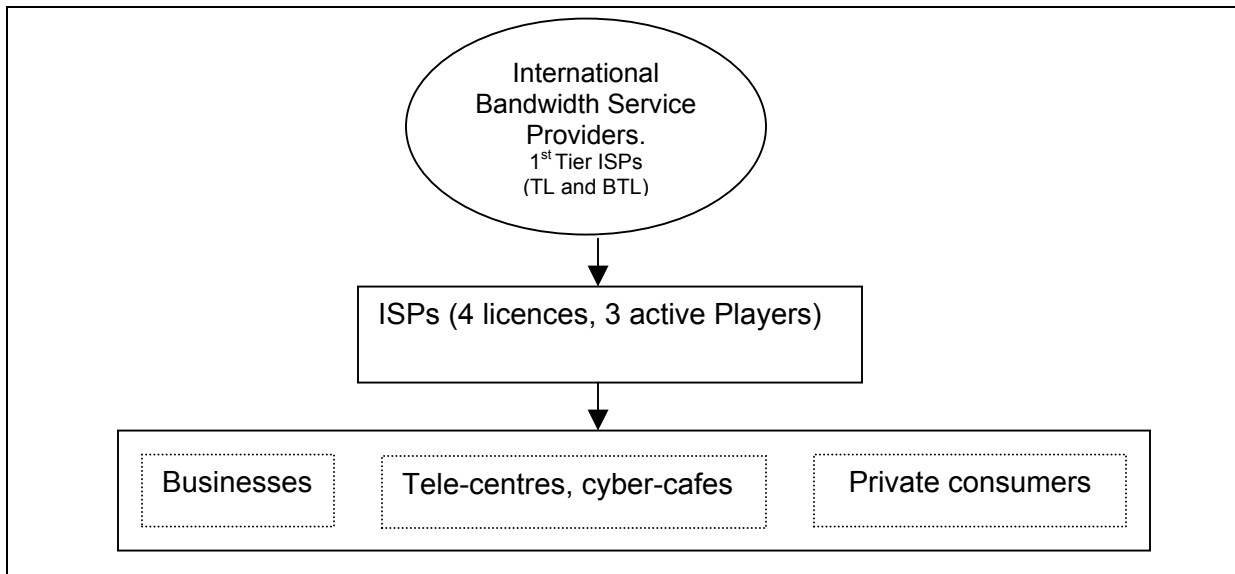 International
Bandwidth Service
Providers.
1st Tier ISPs
(TL and BTL)
ISPs (4 licences, 3 active Players)
Businesses
Tele-centres, cyber-cafes
Private consumers